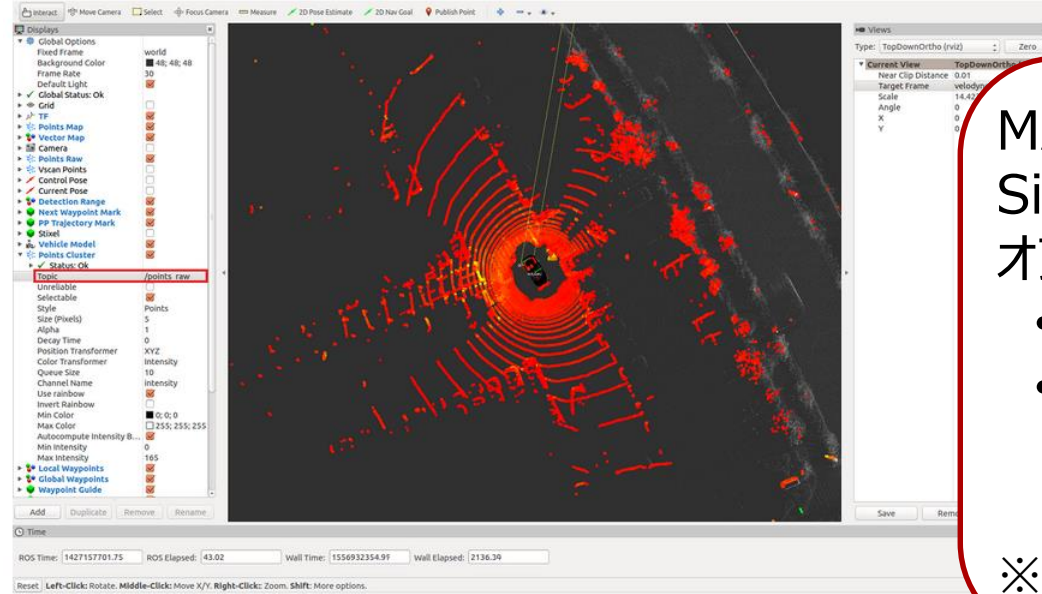 Interact Move Camera Select Focus Camera Measure 2D Pose Estimate 2D Nav Goal Publish Point
Displays
Global Options
Fixed Frame world
Background Color 48; 48; 48
Frame Rate 30
Default Light
Global Status: Ok
Grid
TF
Points Map
Vector Map
Camera
Points Raw
Vscan Points
Control Pose
Current Pose
Detection Range
Next Waypoint Mark
PP Trajectory Mark
Stixel
Vehicle Model
Points Cluster
Status: Ok
Topic /points_raw
Unreliable
Selectable
Style Points
Size (Pixels) 5
Alpha 1
Decay Time 0
Position Transformer XYZ
Color Transformer Intensity
Queue Size 10
Channel Name intensity
Use rainbow
Invert Rainbow
Min Color 0; 0; 0
Max Color 255; 255; 255
Autocompute Intensity B...
Min Intensity 0
Max Intensity 165
Local Waypoints
Global Waypoints
Waypoint Guide
Add Duplicate Remove Rename
Views
Type: TopDownOrtho (rviz) Zero
Current View TopDownOrtho
Near Clip Distance 0.01
Target Frame
Scale
Angle 0
X 0
Y
Save
Si
※
Time
ROS Time: 1427157701.75 ROS Elapsed: 43.02 Wall Time: 1556932354.91 Wall Elapsed: 2136.39
Reset Left-Click: Rotate. Middle-Click: Move X/Y. Right-Click: Zoom. Shift: More options.